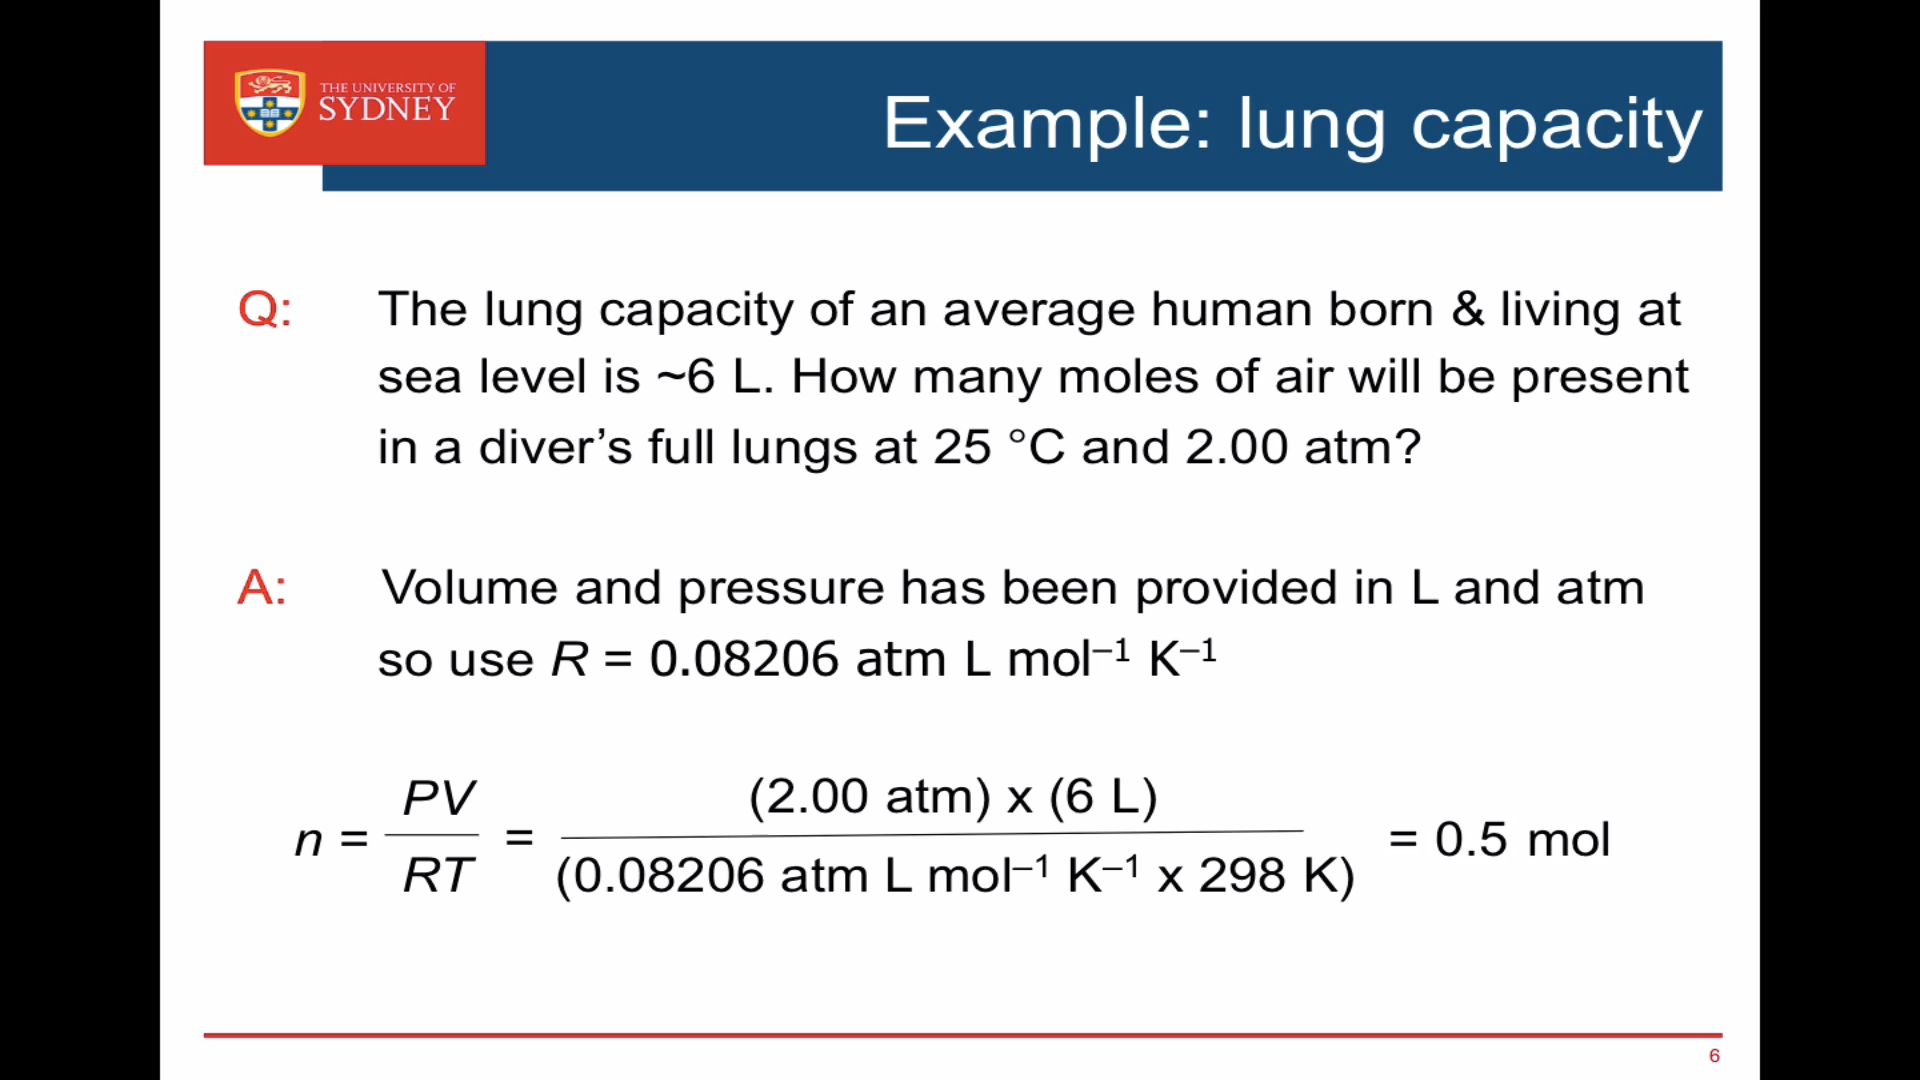 THE UNIVERSITY OF
SYDNEY
Example: lung capacity
Q: The lung capacity of an average human born & living at
sea level is ~6 L. How many moles of air will be present
in a diver’s full lungs at 25 °C and 2.00 atm?
A: Volume and pressure has been provided in L and atm
so use R = 0.08206 atm L mol⁻¹ K⁻¹
n = PV/RT = (2.00 atm) x (6 L)/(0.08206 atm L mol⁻¹ K⁻¹ x 298 K) = 0.5 mol
6